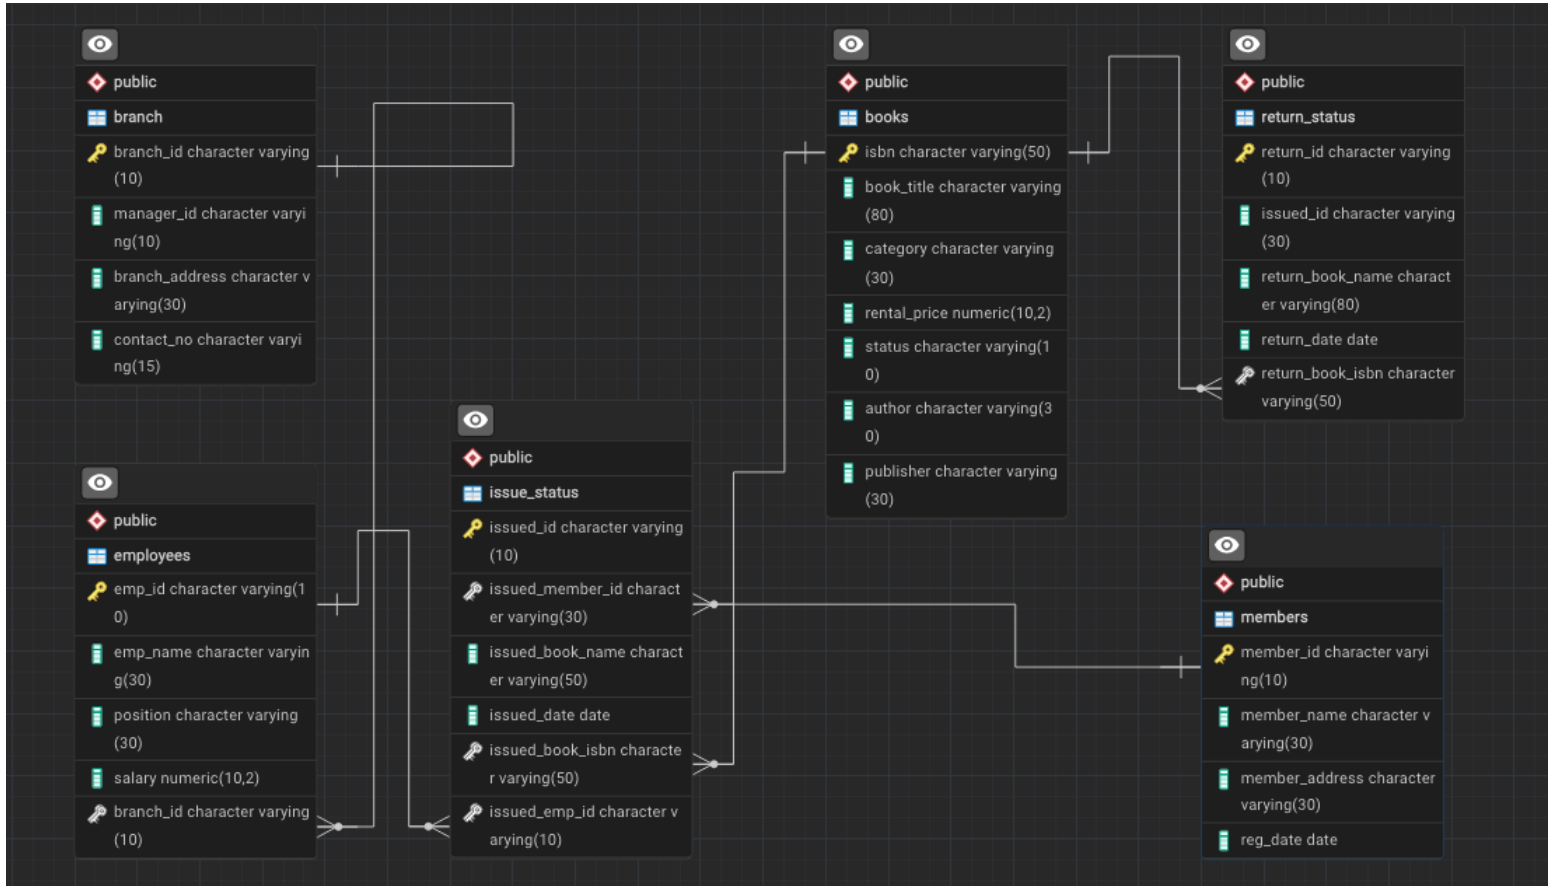 public
branch
branch_id character varying
(10)
manager_id character varyi
ng(10)
branch_address character v
arying(30)
contact_no character varyi
ng(15)
public
employees
emp_id character varying(1
0)
emp_name character varyin
g(30)
position character varying
(30)
salary numeric(10,2)
branch_id character varying
(10)
public
issue_status
issued_id character varying
(10)
issued_member_id charact
er varying(30)
issued_book_name charact
er varying(50)
issued_date date
issued_book_isbn characte
r varying(50)
issued_emp_id character v
arying(10)
public
books
isbn character varying(50)
book_title character varying
(80)
category character varying
(30)
rental_price numeric(10,2)
status character varying(1
0)
author character varying(3
0)
publisher character varying
(30)
public
return_status
return_id character varying
(10)
issued_id character varying
(30)
return_book_name charact
er varying(80)
return_date date
return_book_isbn character
varying(50)
public
members
member_id character varyi
ng(10)
member_name character v
arying(30)
member_address character
varying(30)
reg_date date